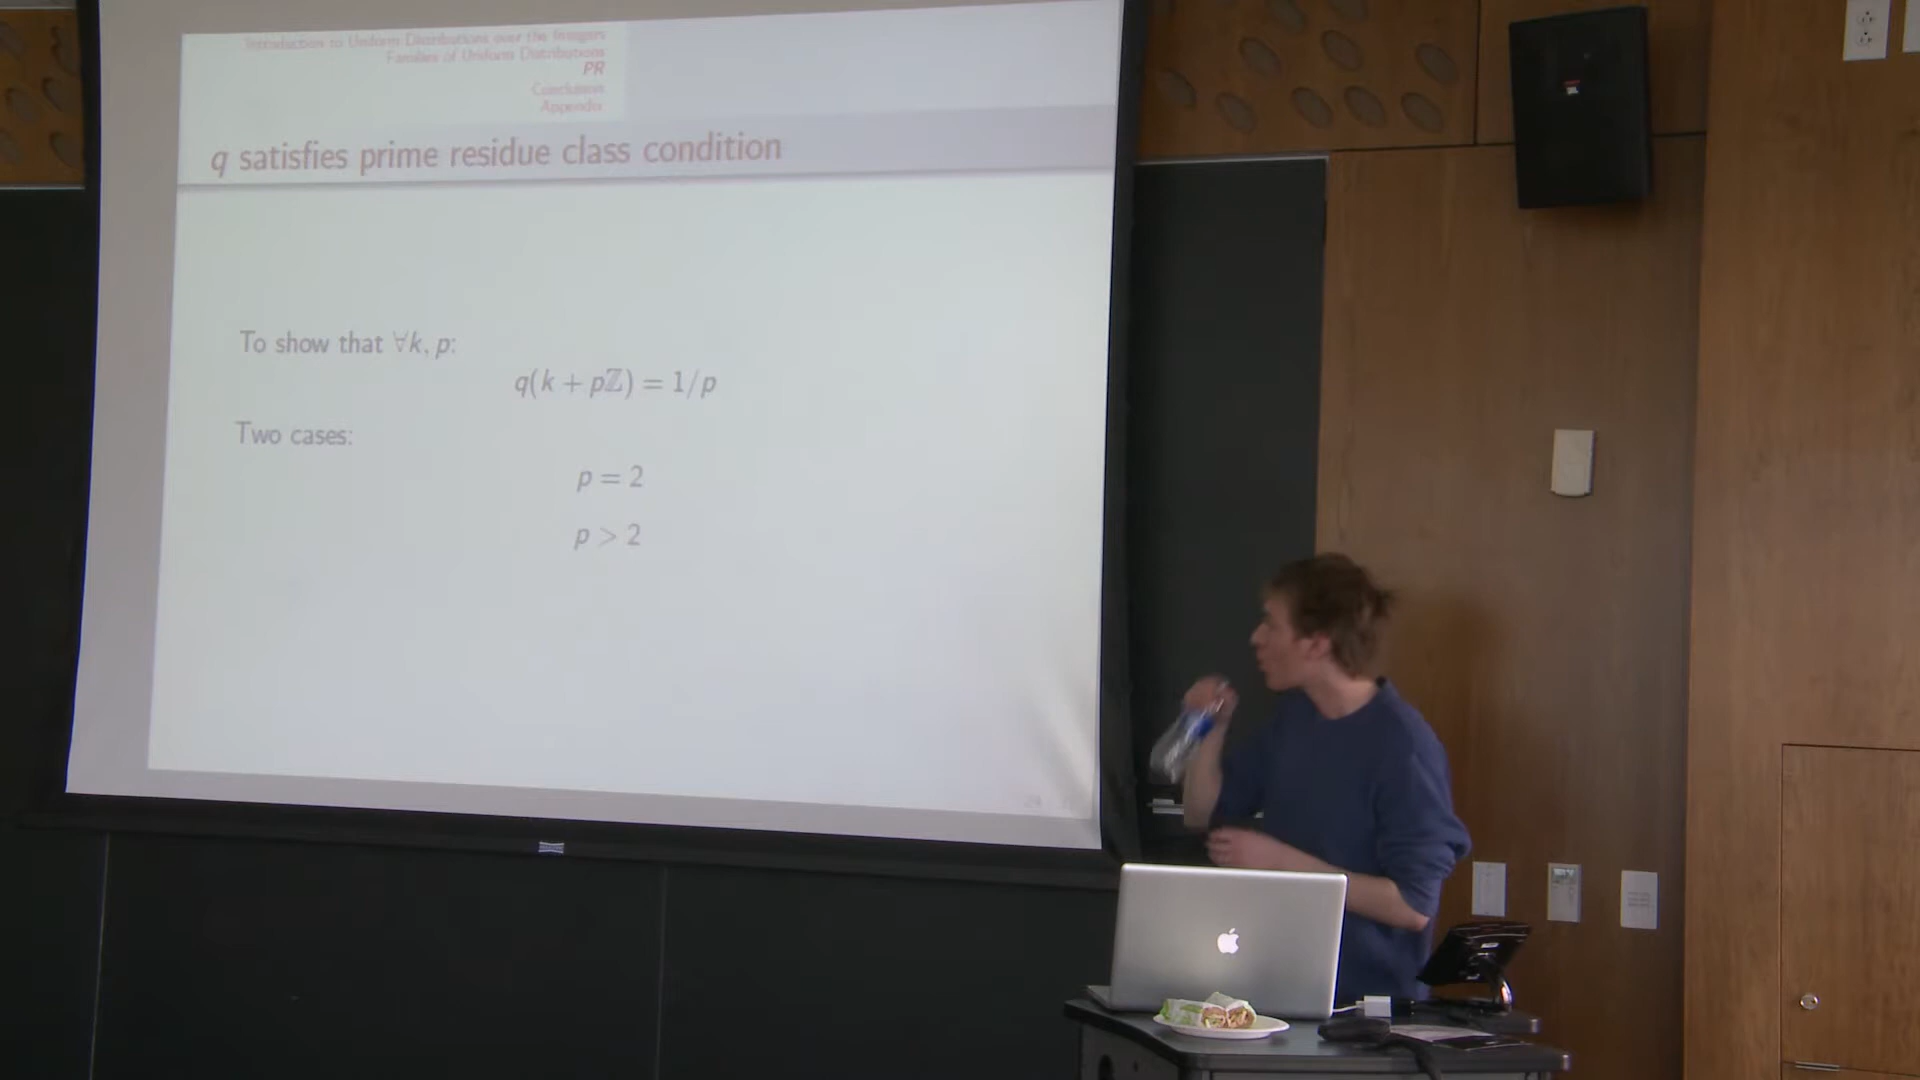 Introduction to Uniform Distributions over the Integers
Families of Uniform Distributions
PR
Conclusion
Appendix
q satisfies prime residue class condition
To show that ∀k, p:
q(k + pℤ) = 1/p
Two cases:
p = 2
p > 2